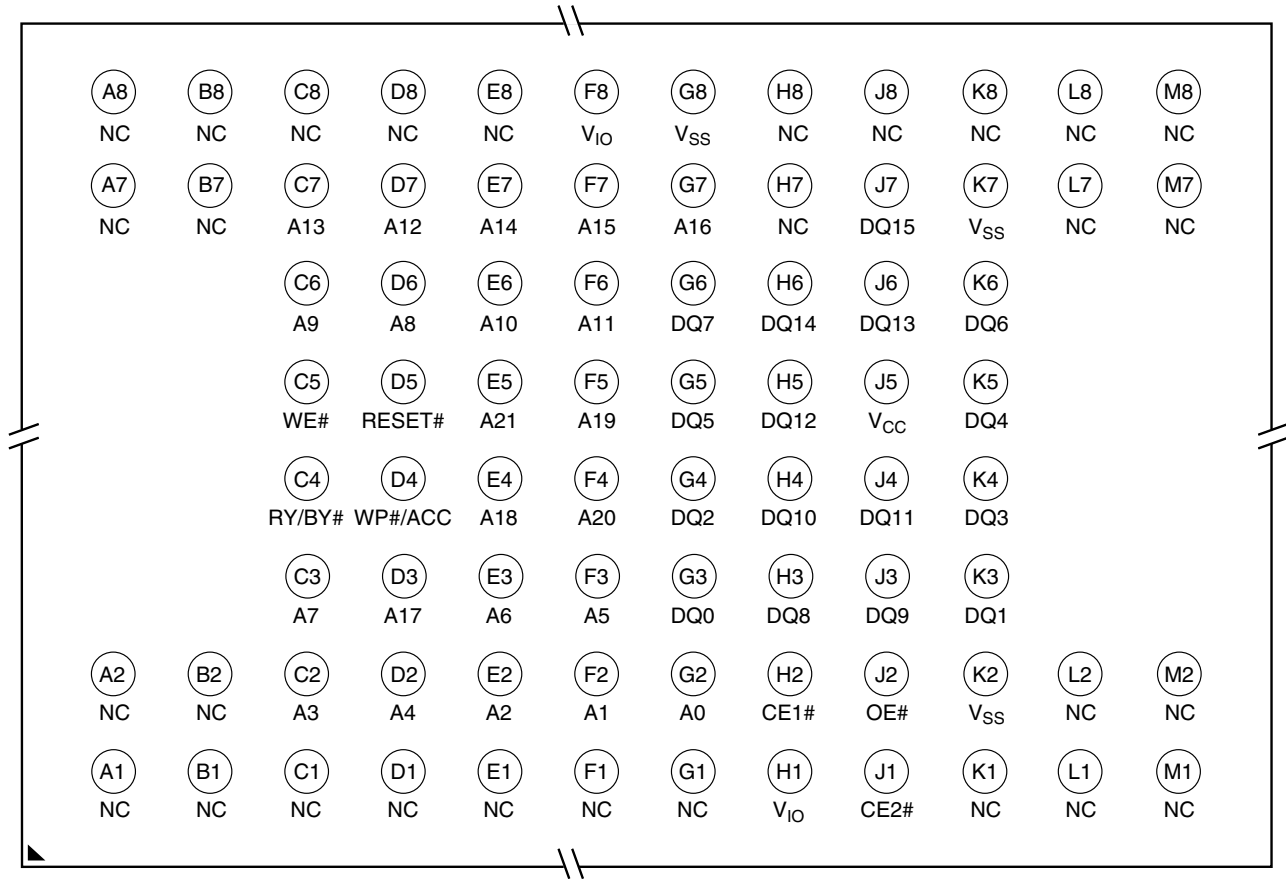 A8 B8 C8 D8 E8 F8 G8 H8 J8 K8 L8 M8
NC NC NC NC NC VIO VSS NC NC NC NC NC
A7 B7 C7 D7 E7 F7 G7 H7 J7 K7 L7 M7
NC NC A13 A12 A14 A15 A16 NC DQ15 VSS NC NC
C6 D6 E6 F6 G6 H6 J6 K6
A9 A8 A10 A11 DQ7 DQ14 DQ13 DQ6
C5 D5 E5 F5 G5 H5 J5 K5
WE# RESET# A21 A19 DQ5 DQ12 VCC DQ4
C4 D4 E4 F4 G4 H4 J4 K4
RY/BY# WP#/ACC A18 A20 DQ2 DQ10 DQ11 DQ3
C3 D3 E3 F3 G3 H3 J3 K3
A7 A17 A6 A5 DQ0 DQ8 DQ9 DQ1
A2 B2 C2 D2 E2 F2 G2 H2 J2 K2 L2 M2
NC NC A3 A4 A2 A1 A0 CE1# OE# VSS NC NC
A1 B1 C1 D1 E1 F1 G1 H1 J1 K1 L1 M1
NC NC NC NC NC NC NC VIO CE2# NC NC NC